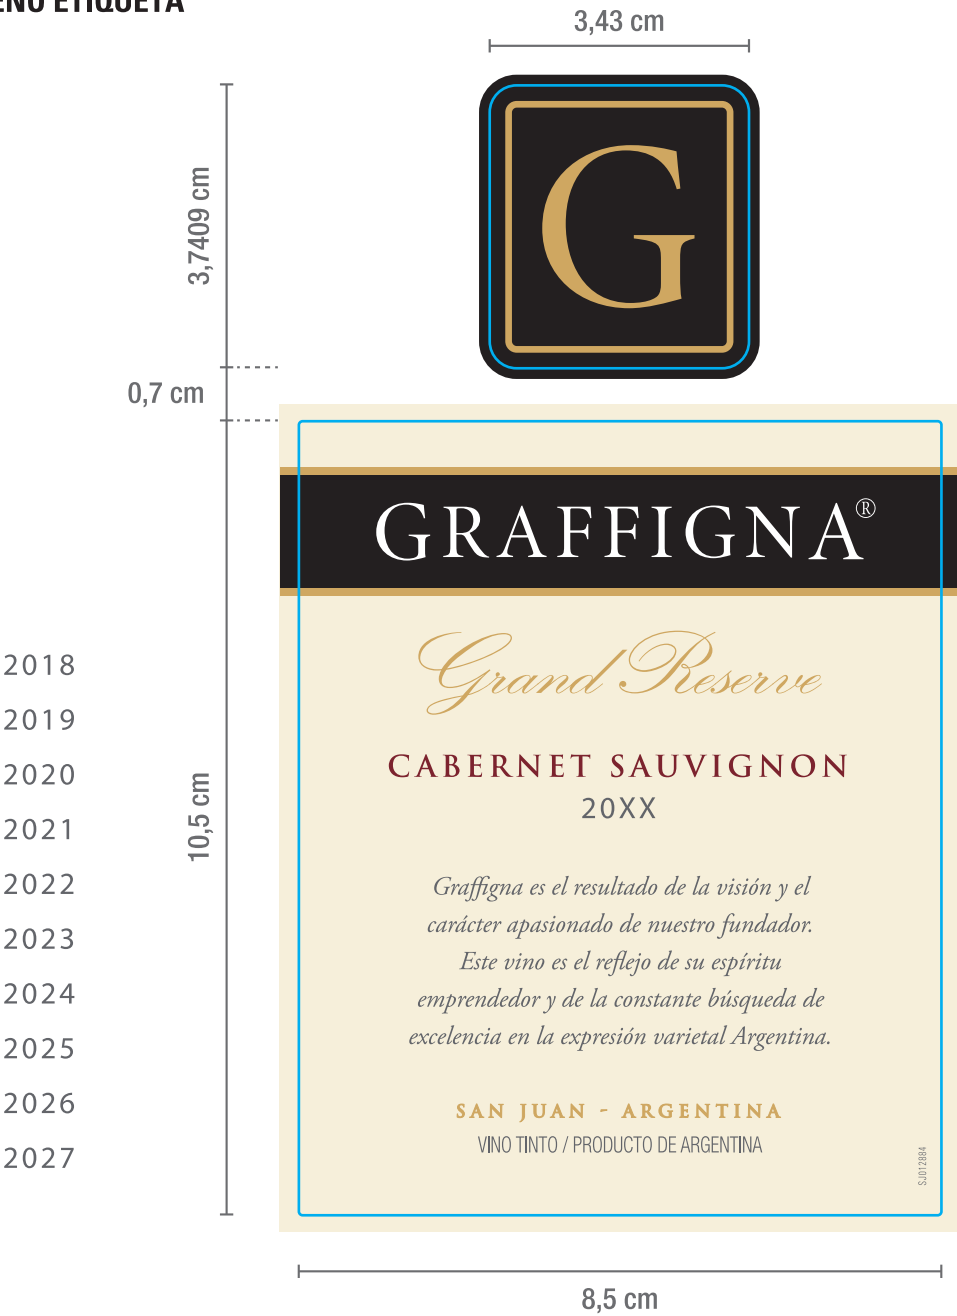 ETIQUETA
3,43 cm
3,7409 cm
G
0,7 cm
GRAFFIGNA®
Grand Reserve
2018
2019
2020
2021
2022
2023
2024
2025
2026
2027
10,5 cm
CABERNET SAUVIGNON
20XX
Graffigna es el resultado de la visión y el
carácter apasionado de nuestro fundador.
Este vino es el reflejo de su espíritu
emprendedor y de la constante búsqueda de
excelencia en la expresión varietal Argentina.
SAN JUAN - ARGENTINA
VINO TINTO / PRODUCTO DE ARGENTINA
SJ012884
8,5 cm